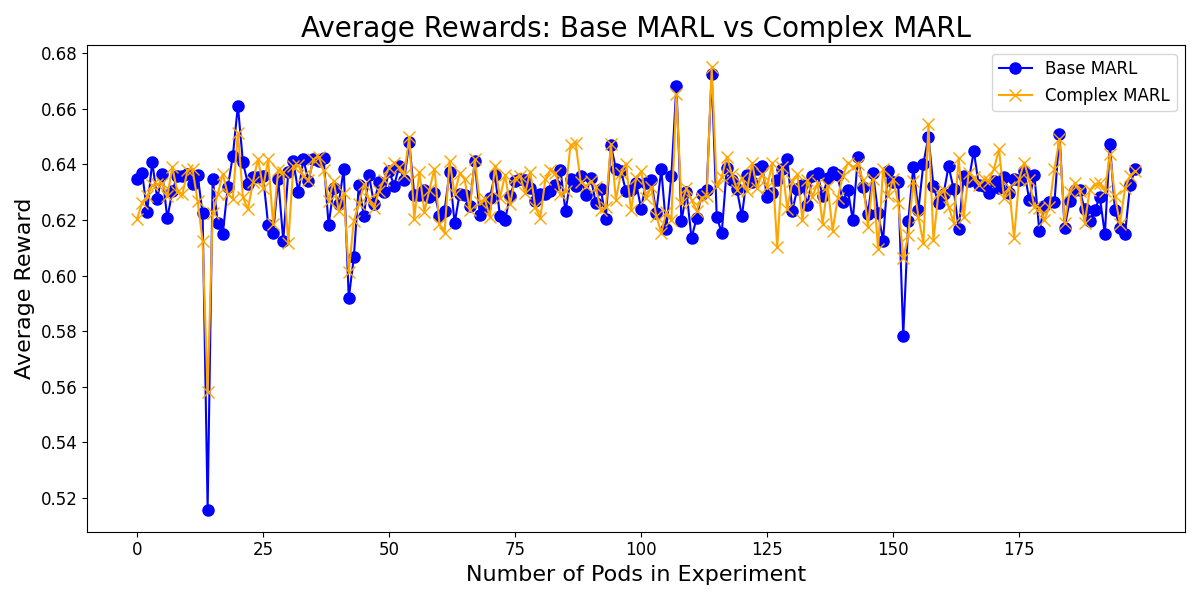 Average Rewards: Base MARL vs Complex MARL
Base MARL
Complex MARL
Average Reward
0.68
0.66
0.64
0.62
0.60
0.58
0.56
0.54
0.52
0 25 50 75 100 125 150 175
Number of Pods in Experiment